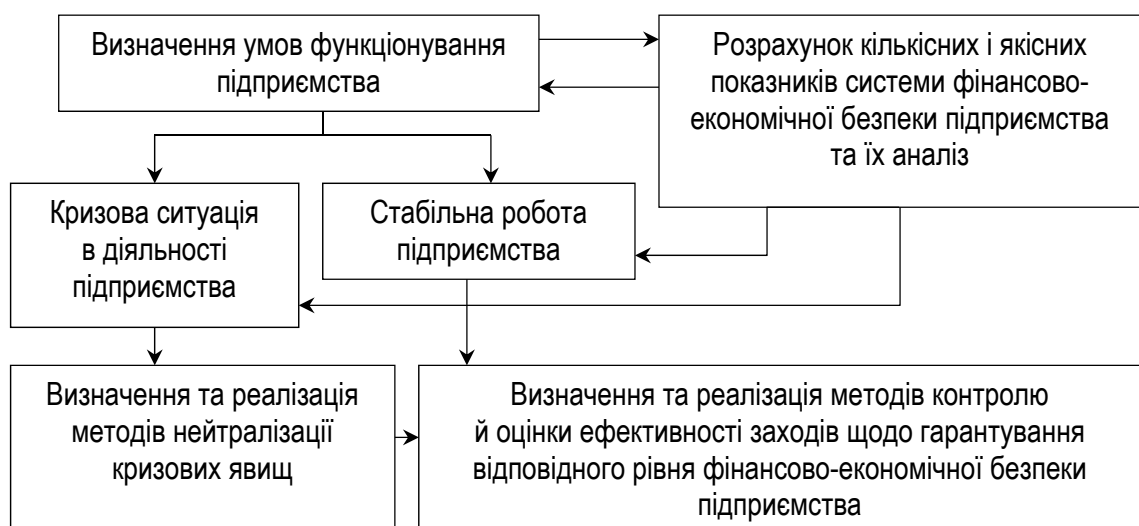 Визначення умов функціонування
підприємства
Розрахунок кількісних і якісних
показників системи фінансово-
економічної безпеки підприємства
та їх аналіз
Кризова ситуація
в діяльності
підприємства
Стабільна робота
підприємства
Визначення та реалізація
методів нейтралізації
кризових явищ
Визначення та реалізація методів контролю
й оцінки ефективності заходів щодо гарантування
відповідного рівня фінансово-економічної безпеки
підприємства